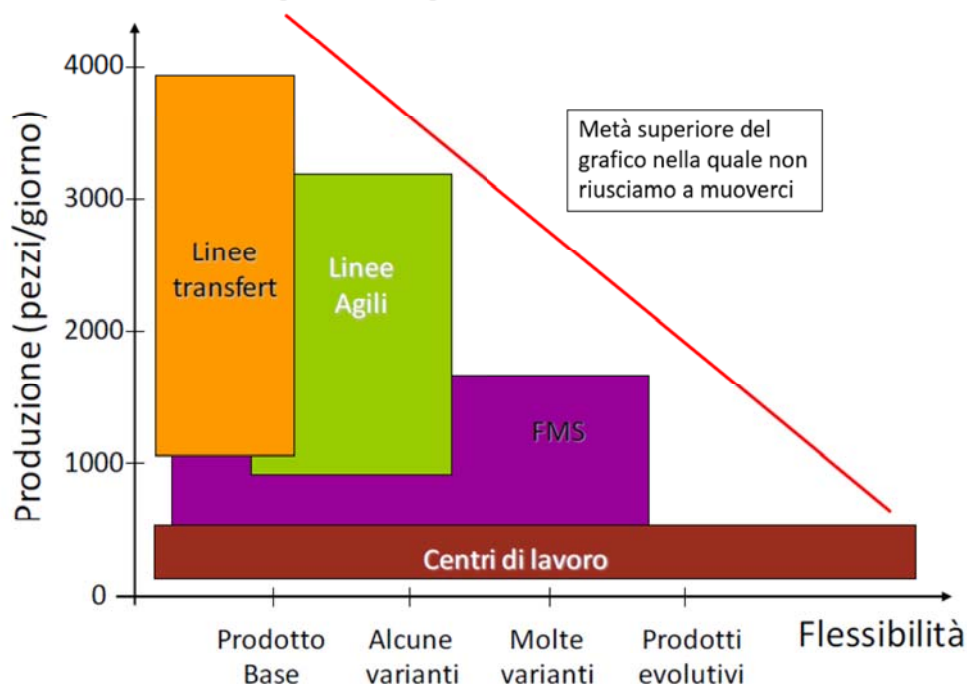 Produzione (pezzi/giorno)
4000
3000
2000
1000
0
Linee
transfert
Linee
Agili
FMS
Centri di lavoro
Metà superiore del
grafico nella quale non
riusciamo a muoverci
Prodotto
Base
Alcune
varianti
Molte
varianti
Prodotti
evolutivi
Flessibilità